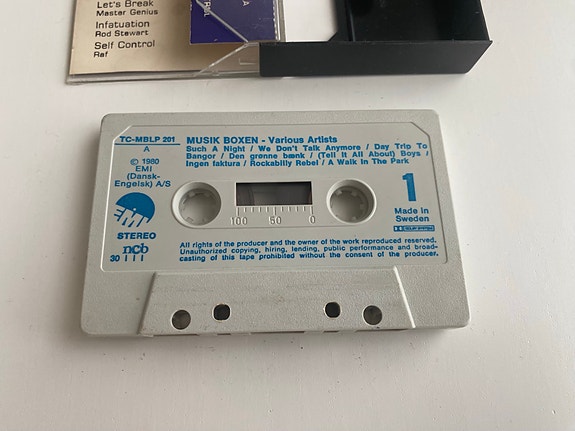 Let's Break
Master Genius
Infatuation
Rod Stewart
Self Control
Raf
TC-MBLP 201
A
℗ 1980
EMI
(Dansk-
Engelsk) A/S
EMI
STEREO
ncb
30
MUSIK BOXEN - Various Artists
Such A Night / We Don't Talk Anymore / Day Trip To
Bangor / Den grønne bænk / (Tell It All About) Boys /
Ingen faktura / Rockabilly Rebel / A Walk In The Park
100 50 0
1
Made in
Sweden
All rights of the producer and the owner of the work reproduced reserved.
Unauthorized copying, hiring, lending, public performance and broad-
casting of this tape prohibited without the consent of the producer.